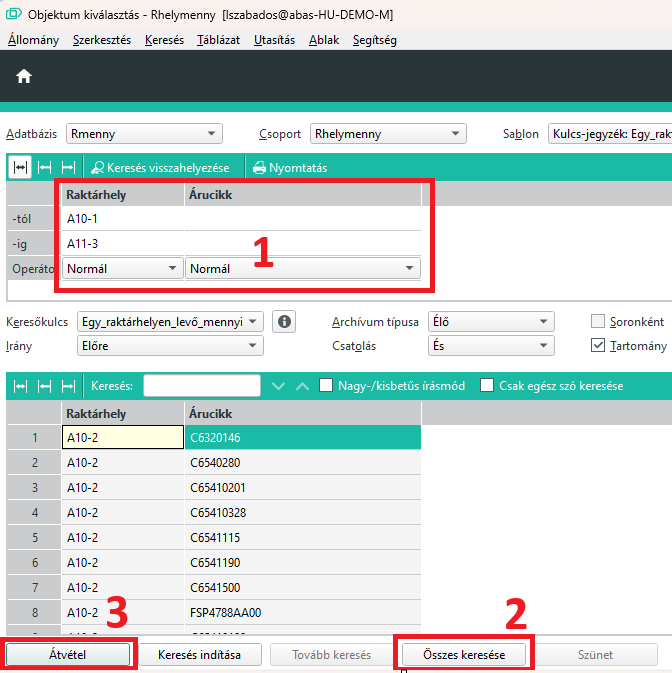 Objektum kiválasztás - Rhelymenny [lszabados@abas-HU-DEMO-M]
Állomány Szerkesztés Keresés Táblázat Utasítás Ablak Segítség
Adatbázis Rmenny Csoport Rhelymenny Sablon Kulcs-jegyzék: Egy_rakt
Keresés visszahelyezése Nyomtatás
Raktárhely Árucikk
-tól A10-1
-ig A11-3
1
Operáto Normál Normál
Keresőkulcs Egy_raktárhelyen_levő_mennyi Archívum típusa Élő Soronként
Irány Előre Csatolás És Tartomány
Keresés: Nagy-/kisbetűs írásmód Csak egész szó keresése
Raktárhely Árucikk
1 A10-2 C6320146
2 A10-2 C6540280
3 A10-2 C65410201
4 A10-2 C65410328
5 A10-2 C6541115
6 A10-2 C6541190
7 A10-2 C6541500
8 A10-2 FSP4788AA00
3 2
Átvétel Keresés indítása Tovább keresés Összes keresése Szünet